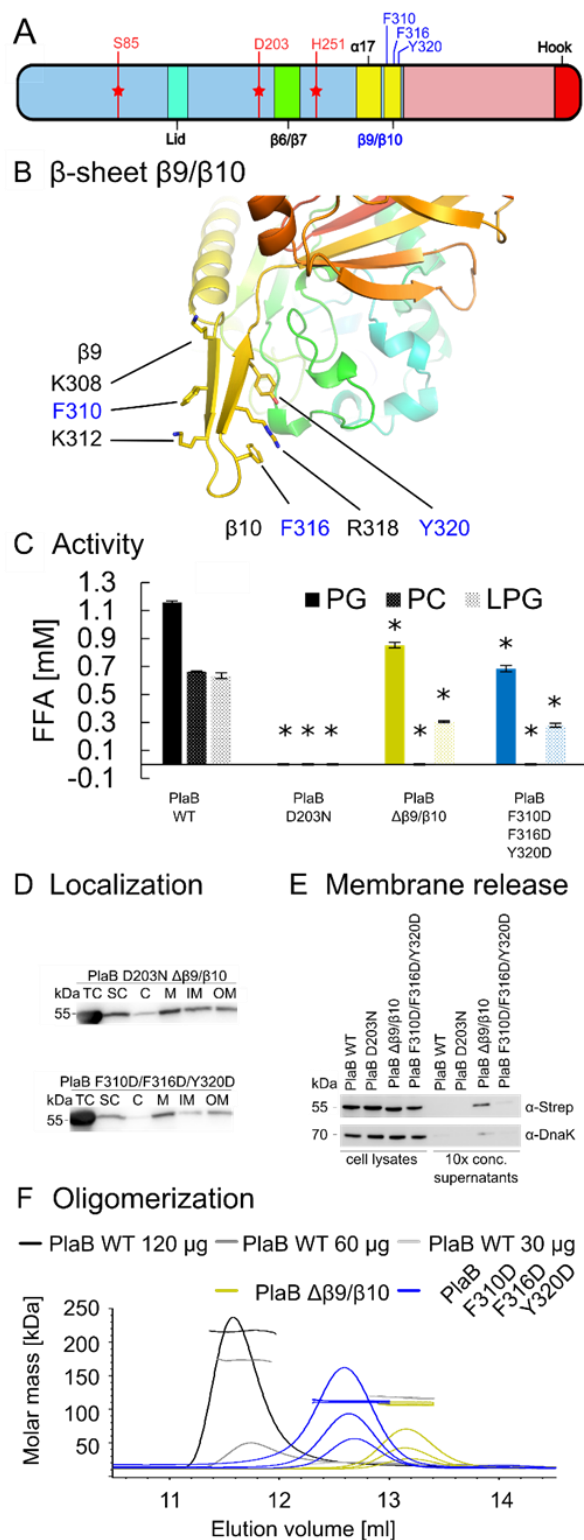 A
S85
D203
H251
α17
F310
F316
Y320
Hook
Lid
β6/β7
β9/β10
B β-sheet β9/β10
β9
K308
F310
K312
β10 F316 R318 Y320
C Activity
1.3
1.1
0.9
0.7
0.5
0.3
0.1
-0.1
FFA [mM]
PG PC LPG
* * * * * * * * *
PlaB WT
PlaB D203N
PlaB Δβ9/β10
PlaB F310D F316D Y320D
D Localization
PlaB D203N Δβ9/β10
kDa TC SC C M IM OM
55
PlaB F310D/F316D/Y320D
kDa TC SC C M IM OM
55
E Membrane release
PlaB WT
PlaB D203N
PlaB Δβ9/β10
PlaB F310D/F316D/Y320D
PlaB WT
PlaB D203N
PlaB Δβ9/β10
PlaB F310D/F316D/Y320D
kDa
55 α-Strep
70 α-DnaK
cell lysates
10x conc. supernatants
F Oligomerization
PlaB WT 120 µg PlaB WT 60 µg PlaB WT 30 µg
PlaB Δβ9/β10 PlaB F310D F316D Y320D
250
200
150
100
50
Molar mass [kDa]
11 12 13 14
Elution volume [ml]